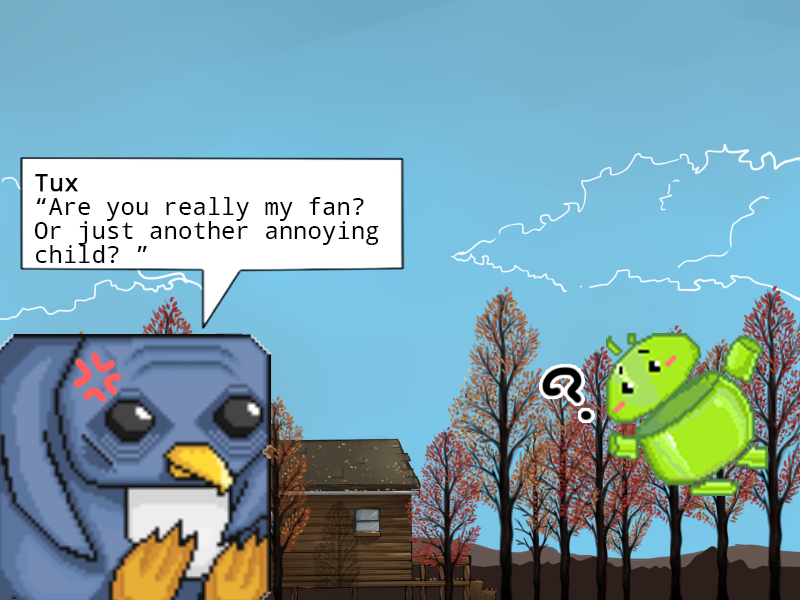 Tux
“Are you really my fan?
Or just another annoying
child? ”
?